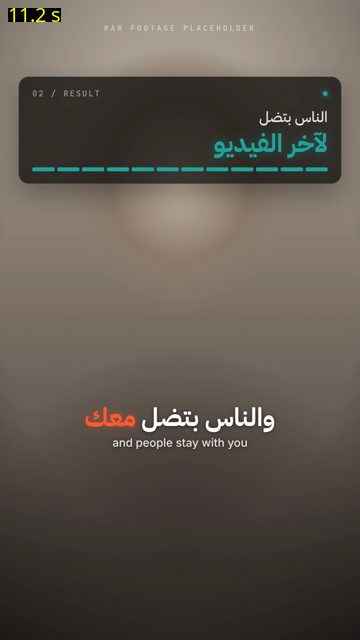 11.2 s
RAW FOOTAGE PLACEHOLDER
02 / RESULT
الناس بتضل
لآخر الفيديو
والناس بتضل معك
and people stay with you